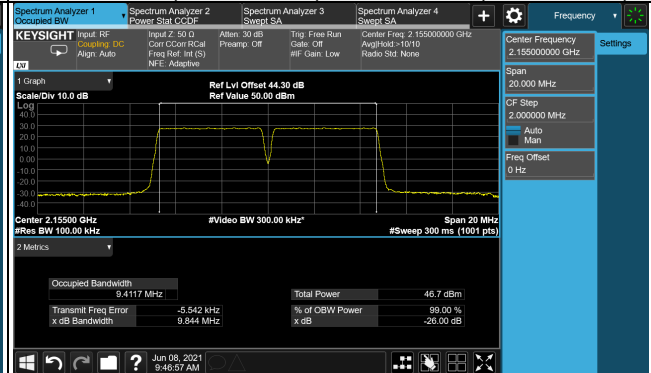 Spectrum Analyzer 1
Occupied BW
Spectrum Analyzer 2
Power Stat CCDF
Spectrum Analyzer 3
Swept SA
Spectrum Analyzer 4
Swept SA
Frequency
KEYSIGHT
Input: RF
Coupling: DC
Align: Auto
Input Z: 50 Ω
Corr CCorr RCal
Freq Ref: Int (S)
NFE: Adaptive
Atten: 30 dB
Preamp: Off
Trig: Free Run
Gate: Off
#IF Gain: Low
Center Freq: 2.155000000 GHz
Avg|Hold:>10/10
Radio Std: None
LXI
Center Frequency
2.155000000 GHz
Settings
Span
20.000 MHz
CF Step
2.000000 MHz
Auto
Man
Freq Offset
0 Hz
1 Graph
Scale/Div 10.0 dB
Ref Lvl Offset 44.30 dB
Ref Value 50.00 dBm
Log
40.0
30.0
20.0
10.0
0.00
-10.0
-20.0
-30.0
-40.0
Center 2.15500 GHz
#Res BW 100.00 kHz
#Video BW 300.00 kHz*
Span 20 MHz
#Sweep 300 ms (1001 pts)
2 Metrics
Occupied Bandwidth
9.4117 MHz
Total Power 46.7 dBm
Transmit Freq Error -5.542 kHz
% of OBW Power 99.00 %
x dB Bandwidth 9.844 MHz
x dB -26.00 dB
Jun 08, 2021
9:46:57 AM